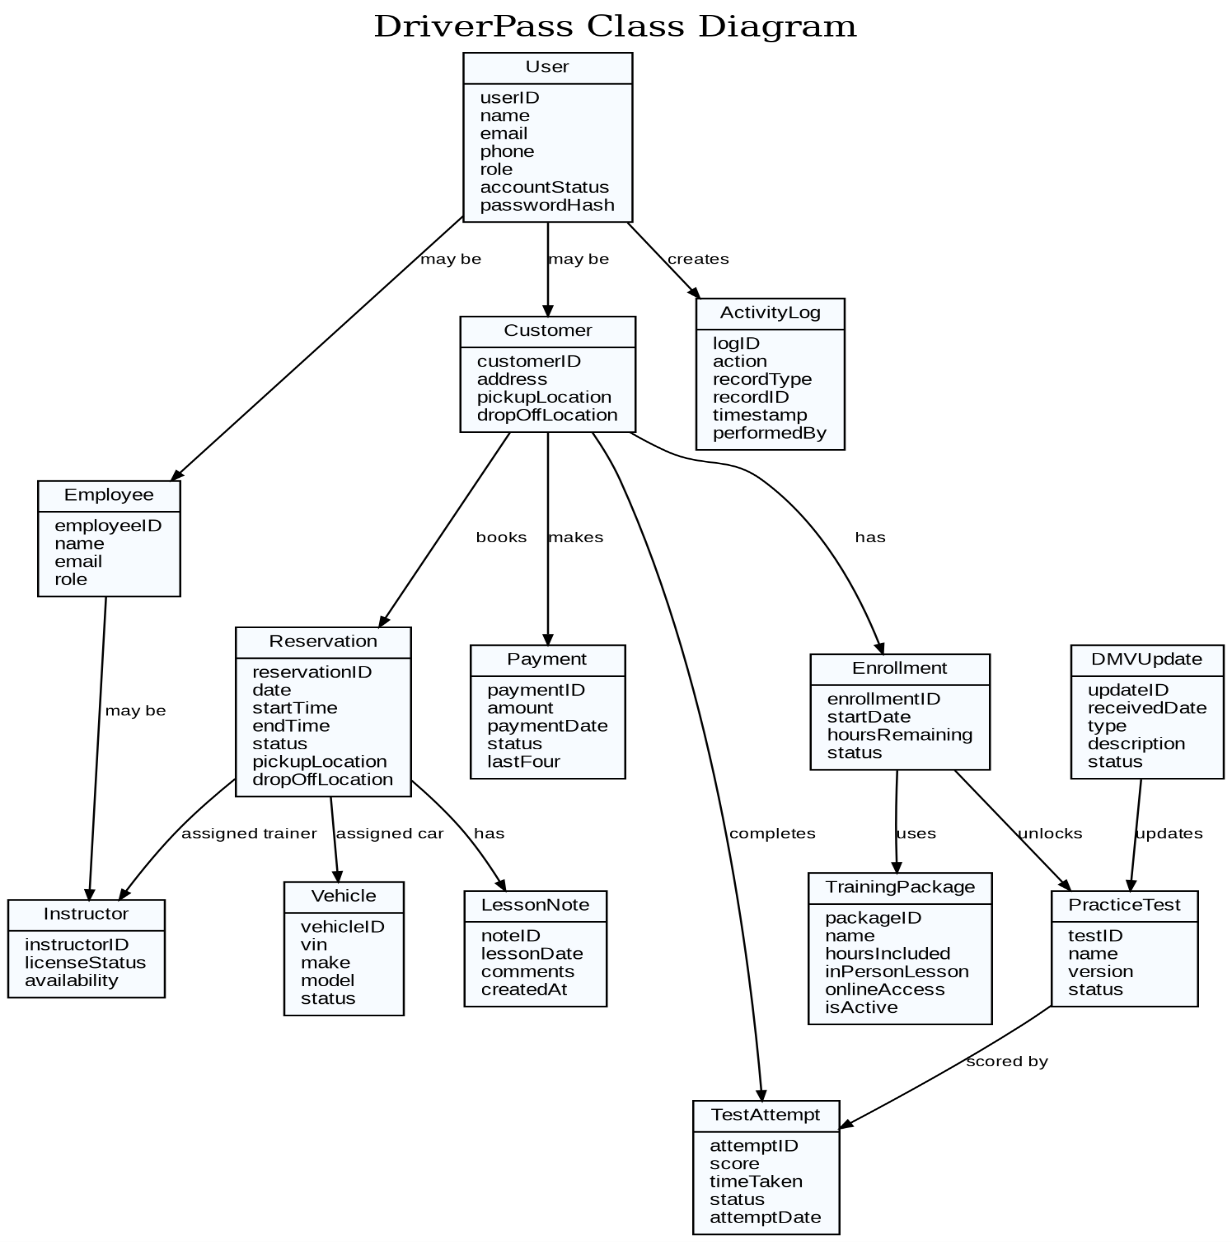 DriverPass Class Diagram
User
userID
name
email
phone
role
accountStatus
passwordHash
may be
may be
creates
ActivityLog
logID
action
recordType
recordID
timestamp
performedBy
Customer
customerID
address
pickupLocation
dropOffLocation
Employee
employeeID
name
email
role
books
makes
has
may be
Reservation
reservationID
date
startTime
endTime
status
pickupLocation
dropOffLocation
Payment
paymentID
amount
paymentDate
status
lastFour
Enrollment
enrollmentID
startDate
hoursRemaining
status
DMVUpdate
updateID
receivedDate
type
description
status
assigned trainer
assigned car
has
completes
uses
unlocks
updates
Instructor
instructorID
licenseStatus
availability
Vehicle
vehicleID
vin
make
model
status
LessonNote
noteID
lessonDate
comments
createdAt
TrainingPackage
packageID
name
hoursIncluded
inPersonLesson
onlineAccess
isActive
PracticeTest
testID
name
version
status
scored by
TestAttempt
attemptID
score
timeTaken
status
attemptDate